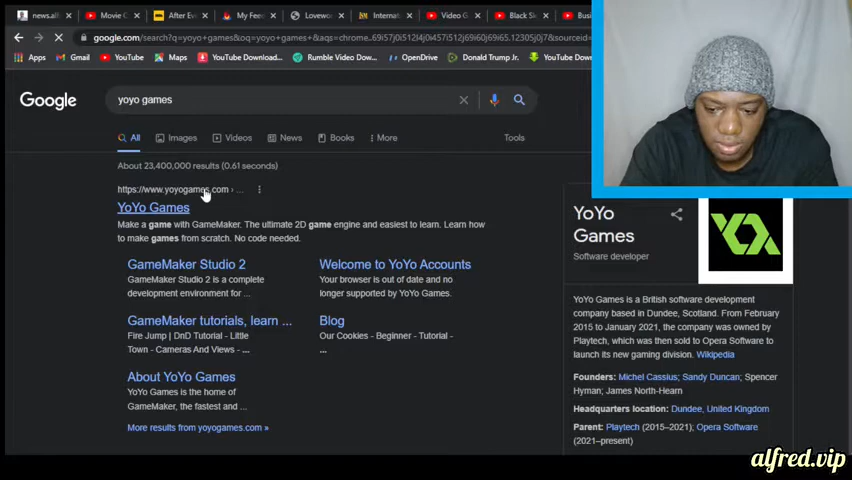 news.alf
Movie C
After Eve
My Feed
Lovewo
Internati
Video G
Black Sk
Busi
google.com/search?q=yoyo+games&oq=yoyo+games+&aqs=chrome..
Apps
Gmail
YouTube
Maps
YouTube Download...
Rumble Video Dow...
OpenDrive
Donald Trump Jr.
YouTube Down
Google
yoyo games
All
Images
Videos
News
Books
More
Tools
About 23,400,000 results (0.61 seconds)
https://www.yoyogames.com › ...
YoYo Games
Make a game with GameMaker. The ultimate 2D game engine and easiest to learn. Learn how
to make games from scratch. No code needed.
GameMaker Studio 2
GameMaker Studio 2 is a complete
development environment for ...
Welcome to YoYo Accounts
Your browser is out of date and no
longer supported by YoYo Games.
GameMaker tutorials, learn ...
Fire Jump | DnD Tutorial - Little
Town - Cameras And Views - ...
Blog
Our Cookies - Beginner - Tutorial -
...
About YoYo Games
YoYo Games is the home of
GameMaker, the fastest and ...
More results from yoyogames.com »
YoYo
Games
Software developer
YoYo Games is a British software development
company based in Dundee, Scotland. From February
2015 to January 2021, the company was owned by
Playtech, which was then sold to Opera Software to
launch its new gaming division. Wikipedia
Founders: Michel Cassius; Sandy Duncan; Spencer
Hyman; James North-Hearn
Headquarters location: Dundee, United Kingdom
Parent: Playtech (2015–2021); Opera Software
(2021–present)
alfred.vip